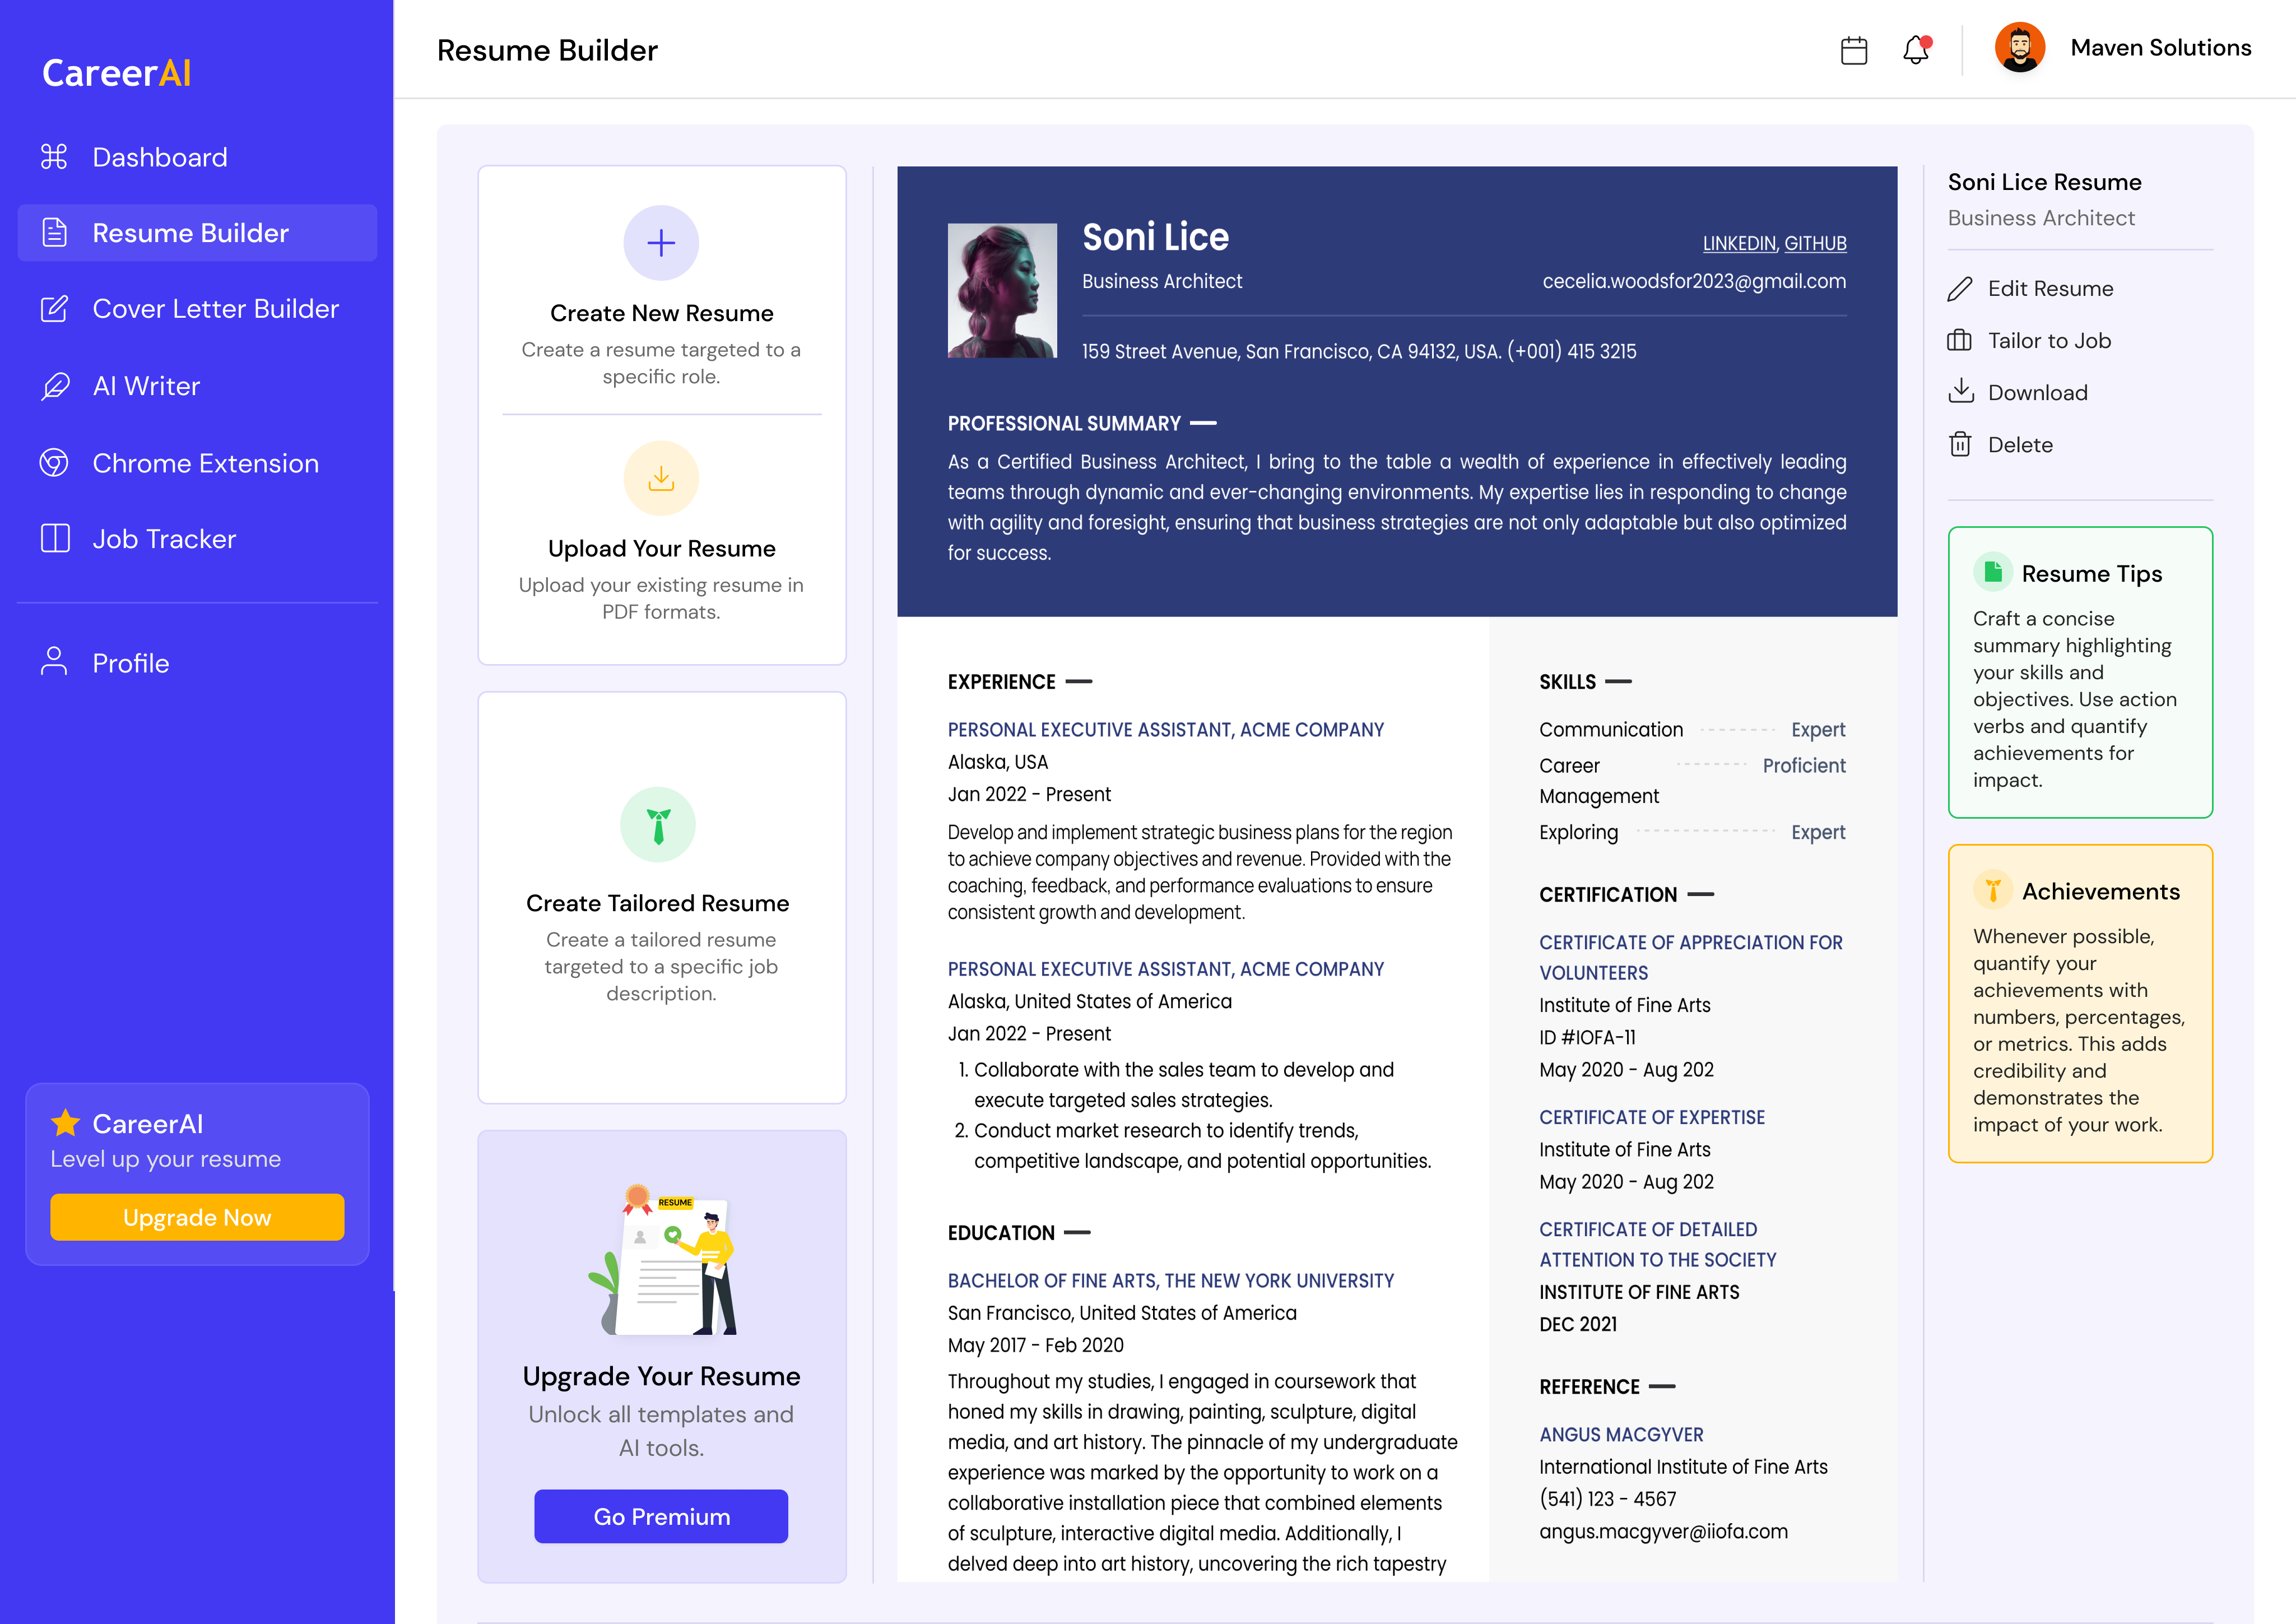 CareerAI
Dashboard
Resume Builder
Cover Letter Builder
AI Writer
Chrome Extension
Job Tracker
Profile
CareerAI
Level up your resume
Upgrade Now
Resume Builder
Maven Solutions
Create New Resume
Create a resume targeted to a
specific role.
Upload Your Resume
Upload your existing resume in
PDF formats.
Create Tailored Resume
Create a tailored resume
targeted to a specific job
description.
RESUME
Upgrade Your Resume
Unlock all templates and
AI tools.
Go Premium
Soni Lice
LINKEDIN, GITHUB
Business Architect
cecelia.woodsfor2023@gmail.com
159 Street Avenue, San Francisco, CA 94132, USA. (+001) 415 3215
PROFESSIONAL SUMMARY
As a Certified Business Architect, I bring to the table a wealth of experience in effectively leading
teams through dynamic and ever-changing environments. My expertise lies in responding to change
with agility and foresight, ensuring that business strategies are not only adaptable but also optimized
for success.
EXPERIENCE
PERSONAL EXECUTIVE ASSISTANT, ACME COMPANY
Alaska, USA
Jan 2022 - Present
Develop and implement strategic business plans for the region
to achieve company objectives and revenue. Provided with the
coaching, feedback, and performance evaluations to ensure
consistent growth and development.
PERSONAL EXECUTIVE ASSISTANT, ACME COMPANY
Alaska, United States of America
Jan 2022 - Present
1. Collaborate with the sales team to develop and
execute targeted sales strategies.
2. Conduct market research to identify trends,
competitive landscape, and potential opportunities.
EDUCATION
BACHELOR OF FINE ARTS, THE NEW YORK UNIVERSITY
San Francisco, United States of America
May 2017 - Feb 2020
Throughout my studies, I engaged in coursework that
honed my skills in drawing, painting, sculpture, digital
media, and art history. The pinnacle of my undergraduate
experience was marked by the opportunity to work on a
collaborative installation piece that combined elements
of sculpture, interactive digital media. Additionally, I
delved deep into art history, uncovering the rich tapestry
SKILLS
Communication Expert
Career Proficient
Management
Exploring Expert
CERTIFICATION
CERTIFICATE OF APPRECIATION FOR
VOLUNTEERS
Institute of Fine Arts
ID #IOFA-11
May 2020 - Aug 202
CERTIFICATE OF EXPERTISE
Institute of Fine Arts
May 2020 - Aug 202
CERTIFICATE OF DETAILED
ATTENTION TO THE SOCIETY
INSTITUTE OF FINE ARTS
DEC 2021
REFERENCE
ANGUS MACGYVER
International Institute of Fine Arts
(541) 123 - 4567
angus.macgyver@iiofa.com
Soni Lice Resume
Business Architect
Edit Resume
Tailor to Job
Download
Delete
Resume Tips
Craft a concise
summary highlighting
your skills and
objectives. Use action
verbs and quantify
achievements for
impact.
Achievements
Whenever possible,
quantify your
achievements with
numbers, percentages,
or metrics. This adds
credibility and
demonstrates the
impact of your work.